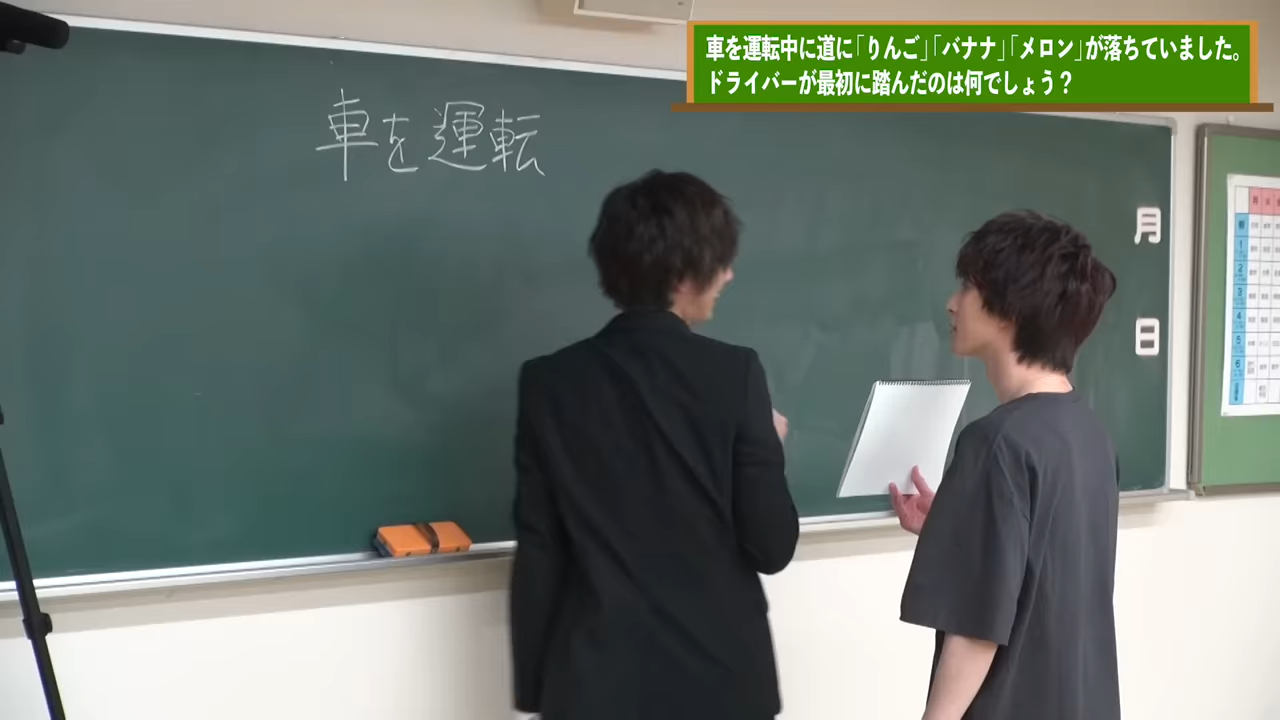 車を運転中に道に「りんご」「バナナ」「メロン」が落ちていました。
ドライバーが最初に踏んだのは何でしょう？
車を運転
月
日